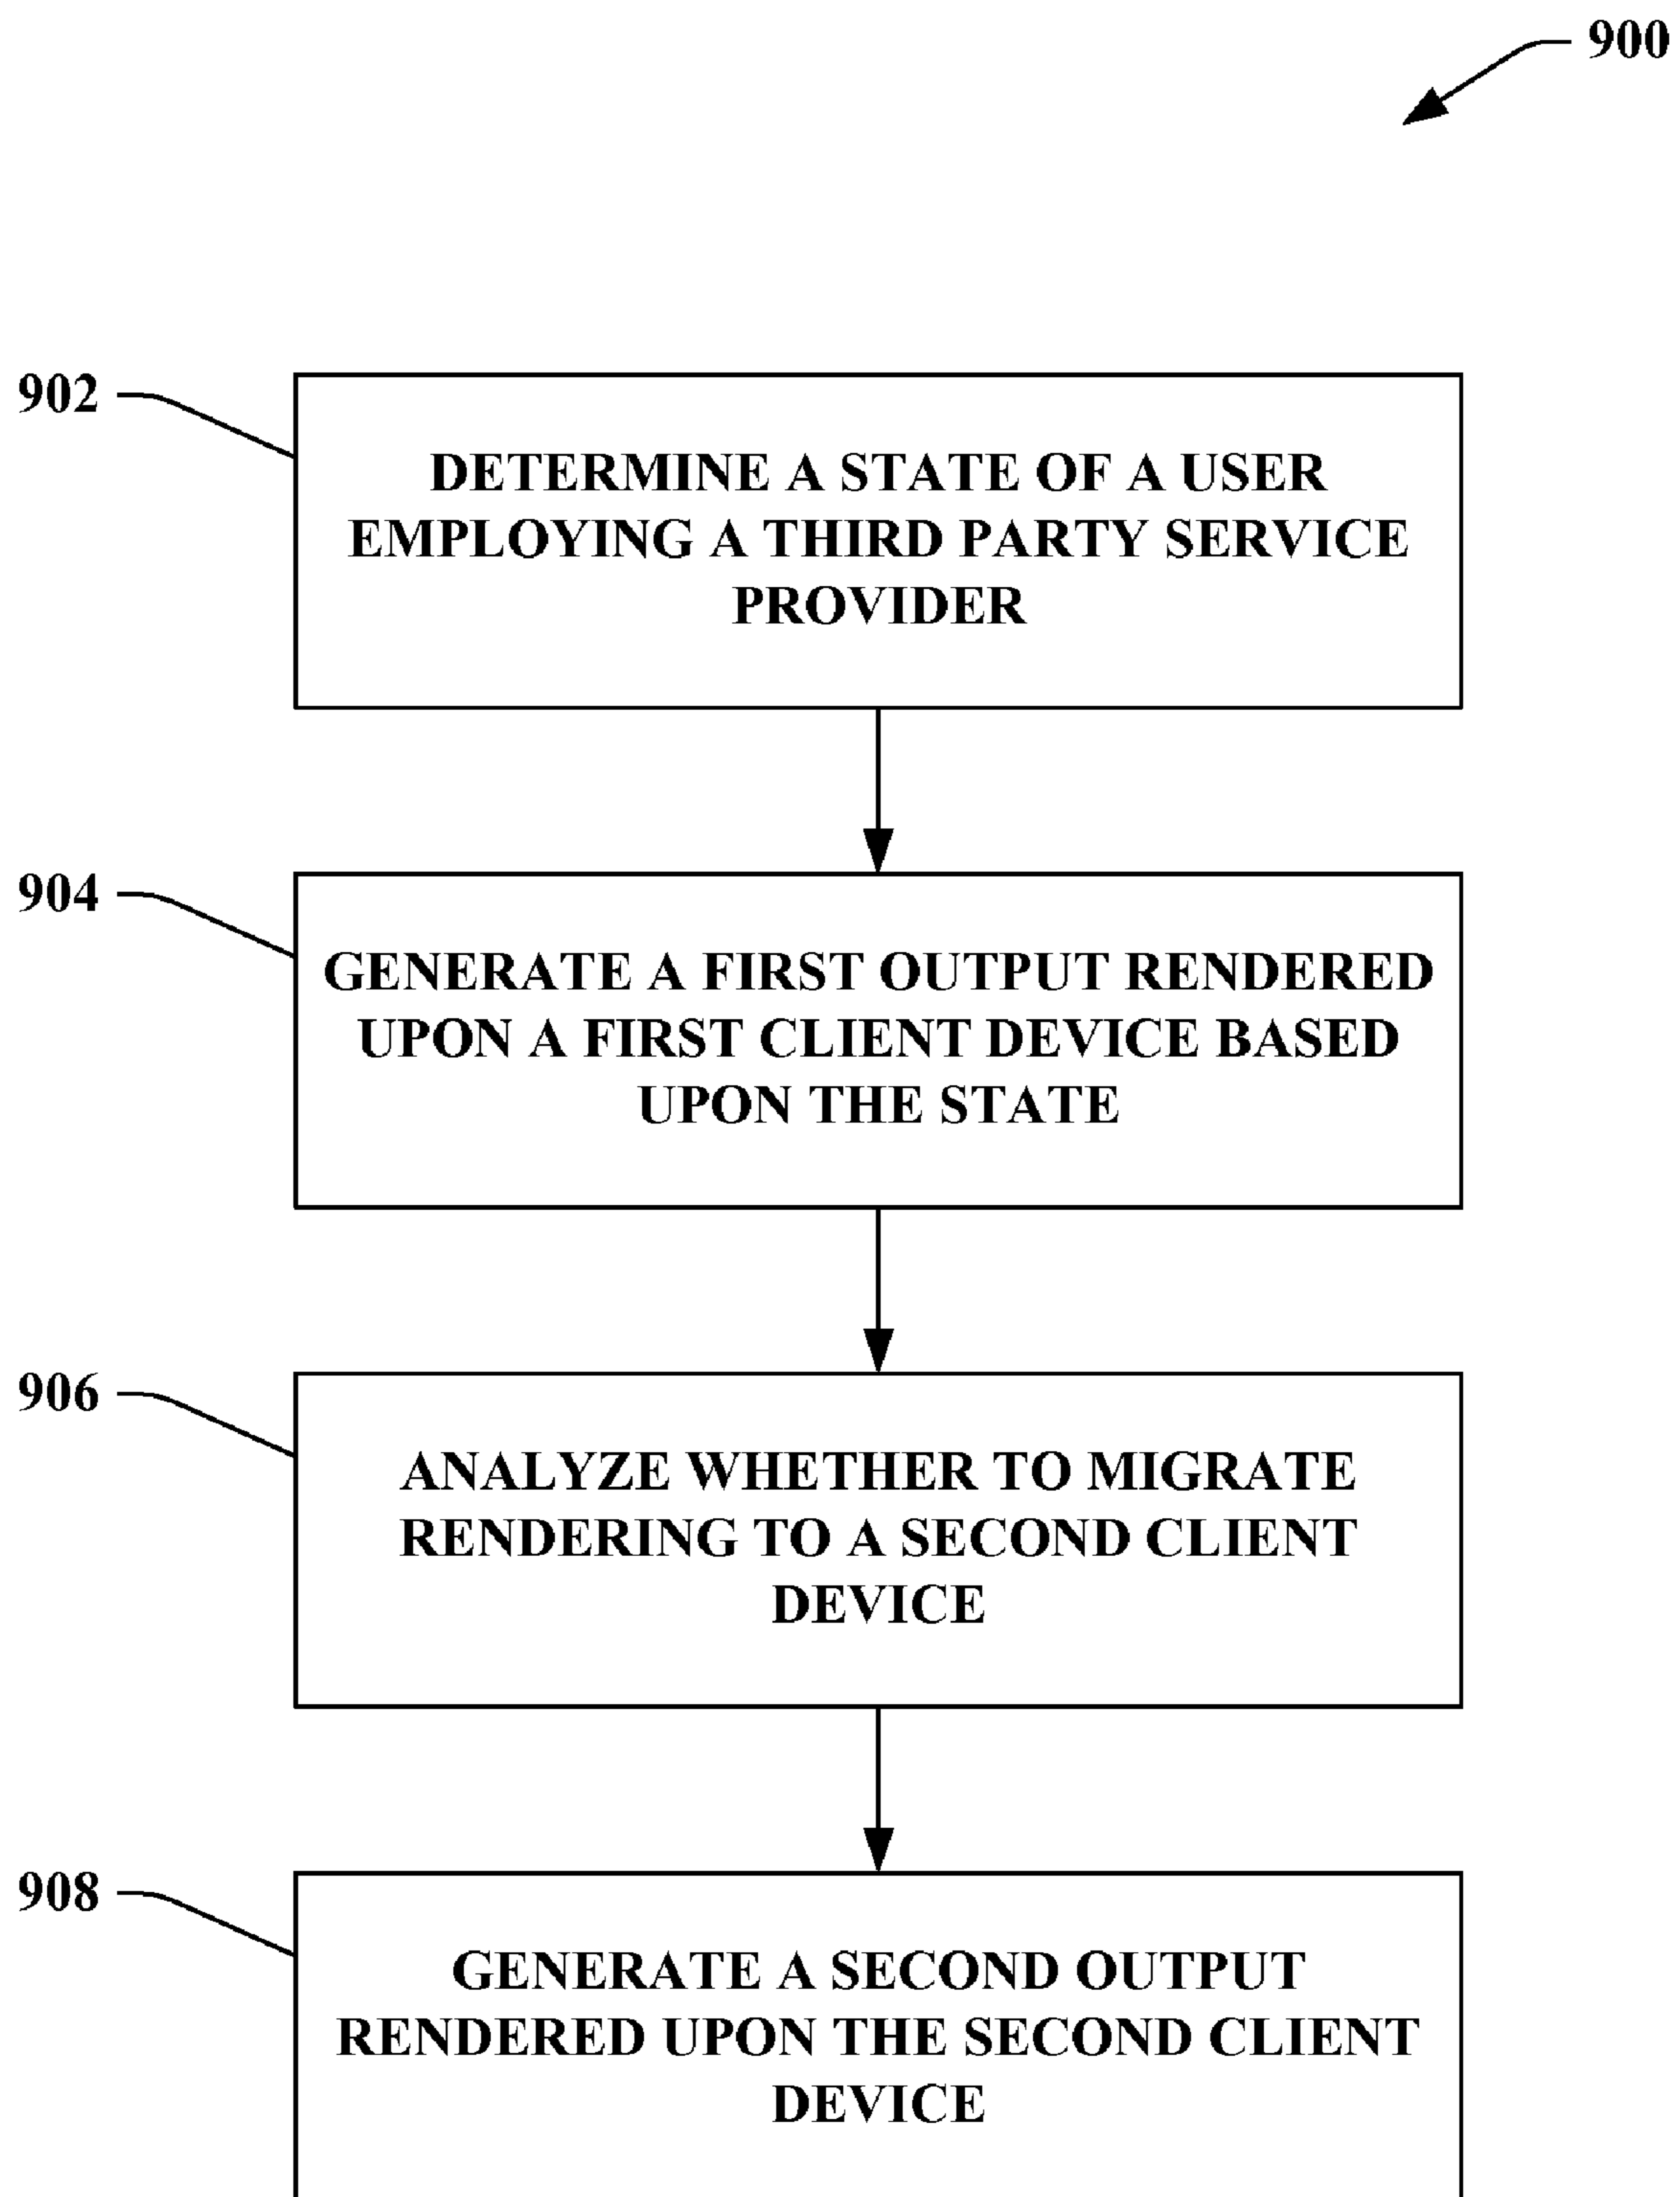 900
902
DETERMINE A STATE OF A USER
EMPLOYING A THIRD PARTY SERVICE
PROVIDER
904
GENERATE A FIRST OUTPUT RENDERED
UPON A FIRST CLIENT DEVICE BASED
UPON THE STATE
906
ANALYZE WHETHER TO MIGRATE
RENDERING TO A SECOND CLIENT
DEVICE
908
GENERATE A SECOND OUTPUT
RENDERED UPON THE SECOND CLIENT
DEVICE